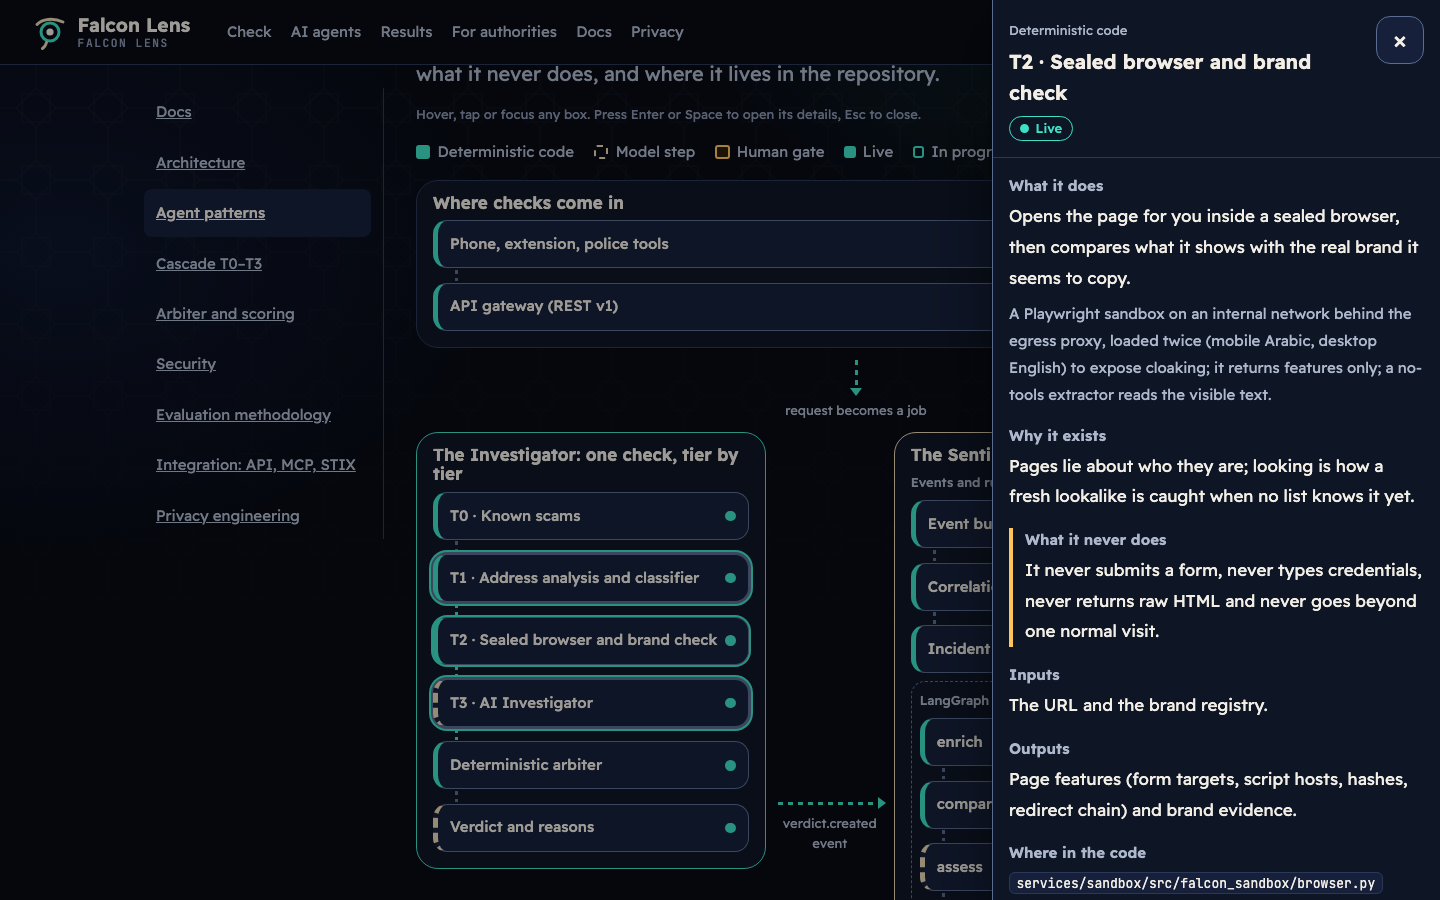 Falcon Lens
FALCON LENS
Check
AI agents
Results
For authorities
Docs
Privacy
Docs
Architecture
Agent patterns
Cascade T0–T3
Arbiter and scoring
Security
Evaluation methodology
Integration: API, MCP, STIX
Privacy engineering
what it never does, and where it lives in the repository.
Hover, tap or focus any box. Press Enter or Space to open its details, Esc to close.
Deterministic code
Model step
Human gate
Live
In progr
Where checks come in
Phone, extension, police tools
API gateway (REST v1)
request becomes a job
The Investigator: one check, tier by
tier
T0 · Known scams
T1 · Address analysis and classifier
T2 · Sealed browser and brand check
T3 · AI Investigator
Deterministic arbiter
Verdict and reasons
verdict.created
event
The Senti
Events and ru
Event bu
Correlatio
Incident
LangGraph
enrich
compar
assess
Deterministic code
T2 · Sealed browser and brand
check
×
Live
What it does
Opens the page for you inside a sealed browser,
then compares what it shows with the real brand it
seems to copy.
A Playwright sandbox on an internal network behind the
egress proxy, loaded twice (mobile Arabic, desktop
English) to expose cloaking; it returns features only; a no-
tools extractor reads the visible text.
Why it exists
Pages lie about who they are; looking is how a
fresh lookalike is caught when no list knows it yet.
What it never does
It never submits a form, never types credentials,
never returns raw HTML and never goes beyond
one normal visit.
Inputs
The URL and the brand registry.
Outputs
Page features (form targets, script hosts, hashes,
redirect chain) and brand evidence.
Where in the code
services/sandbox/src/falcon_sandbox/browser.py